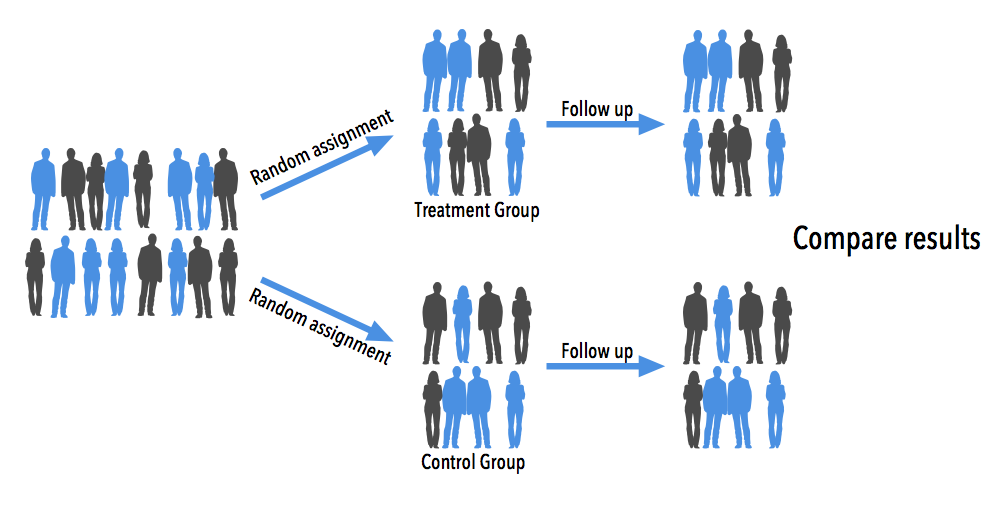 Random assignment
Follow up
Treatment Group
Compare results
Random assignment
Follow up
Control Group